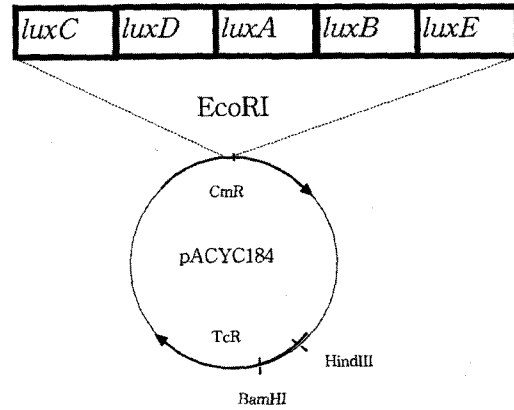 luxC luxD luxA luxB luxE
EcoRI
CmR
pACYC184
TcR
HindIII
BamHI